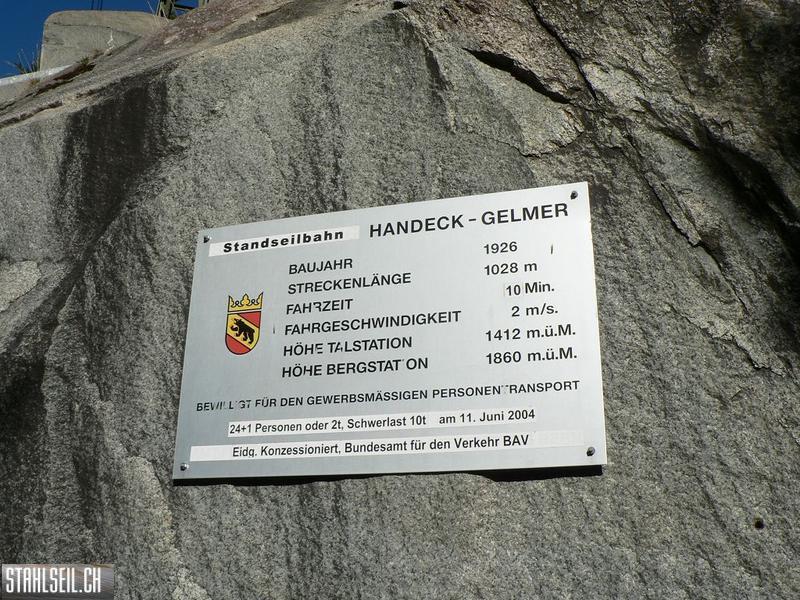 Standseilbahn HANDECK - GELMER
BAUJAHR 1926
STRECKENLÄNGE 1028 m
FAHRZEIT 10 Min.
FAHRGESCHWINDIGKEIT 2 m/s.
HÖHE TALSTATION 1412 m.ü.M.
HÖHE BERGSTATION 1860 m.ü.M.
BEWILLIGT FÜR DEN GEWERBSMÄSSIGEN PERSONENTRANSPORT
24+1 Personen oder 2t, Schwerlast 10t am 11. Juni 2004
Eidg. Konzessioniert, Bundesamt für den Verkehr BAV
STAHLSEIL.CH